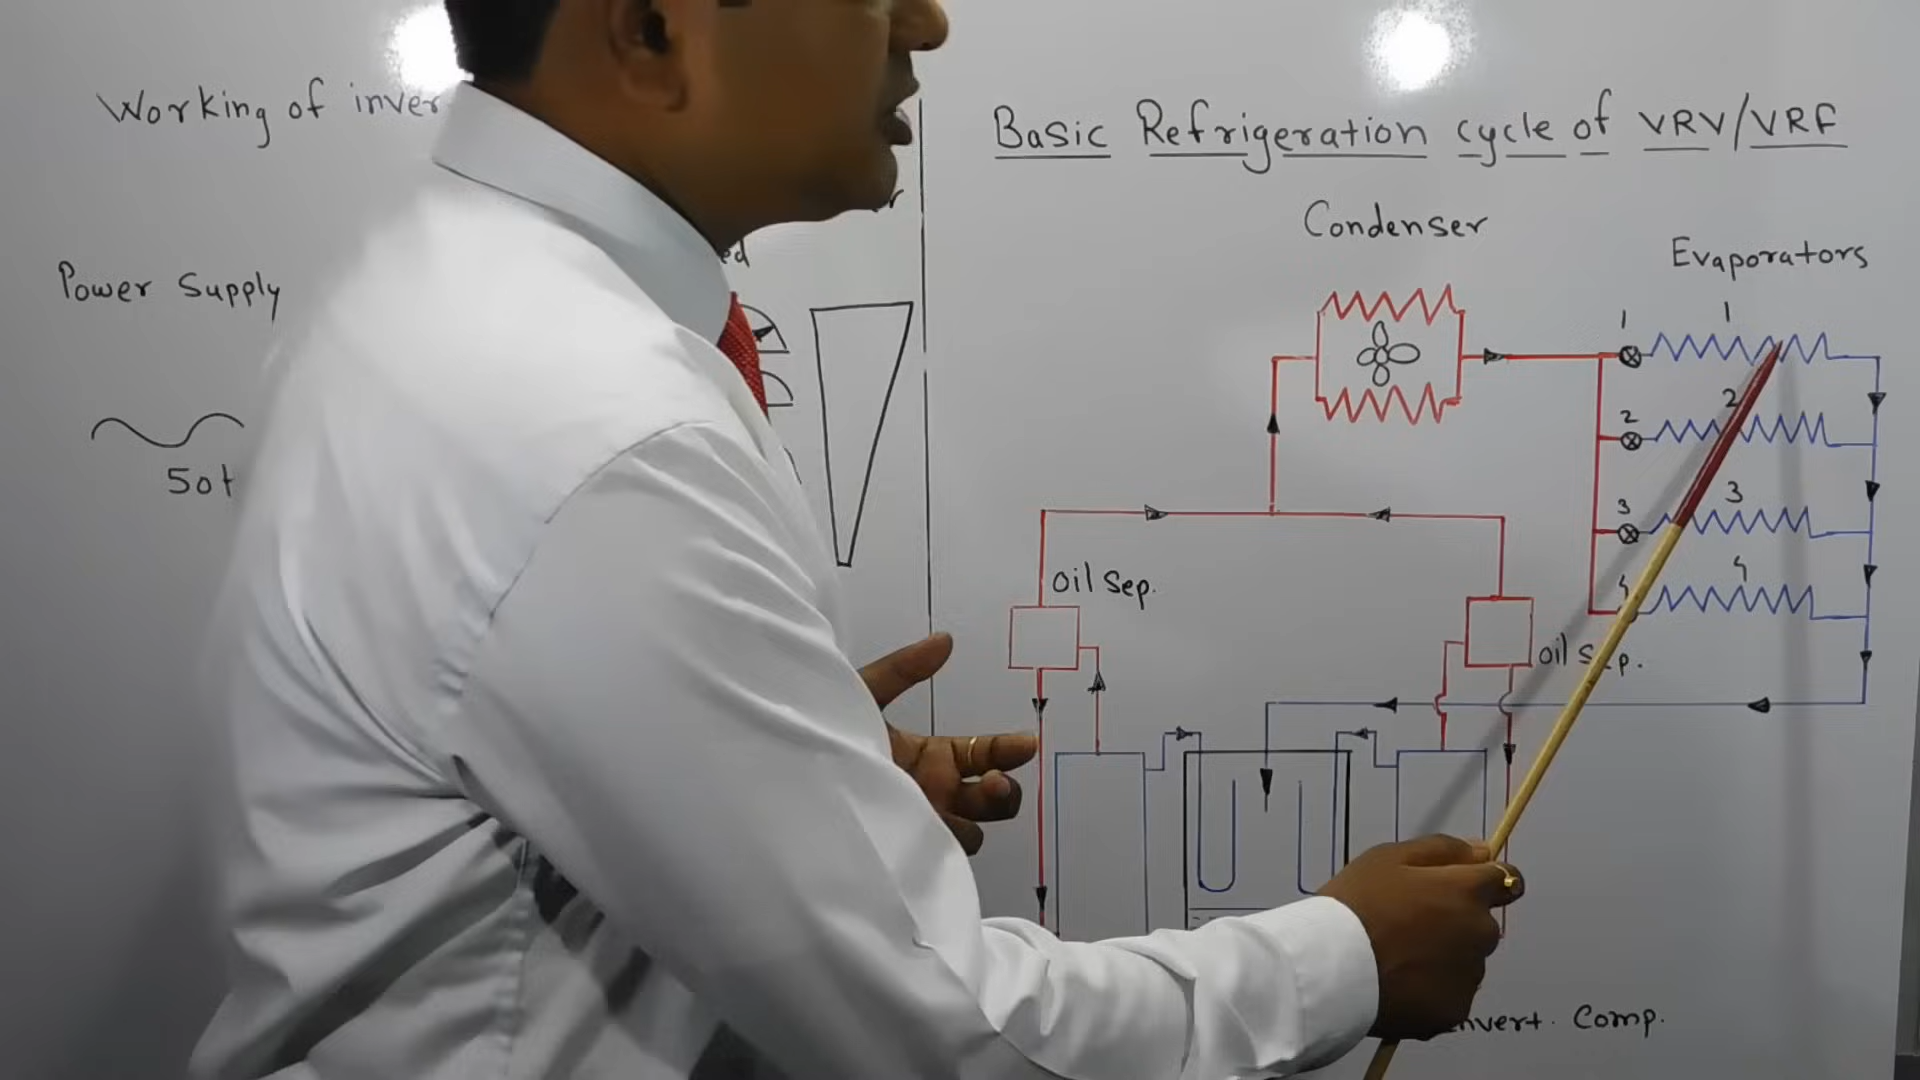 Working of inver
Power Supply
50
Basic Refrigeration cycle of VRV/VRF
Condenser
Evaporators
1
1
2
2
3
3
4
oil Sep.
oil
Comp.